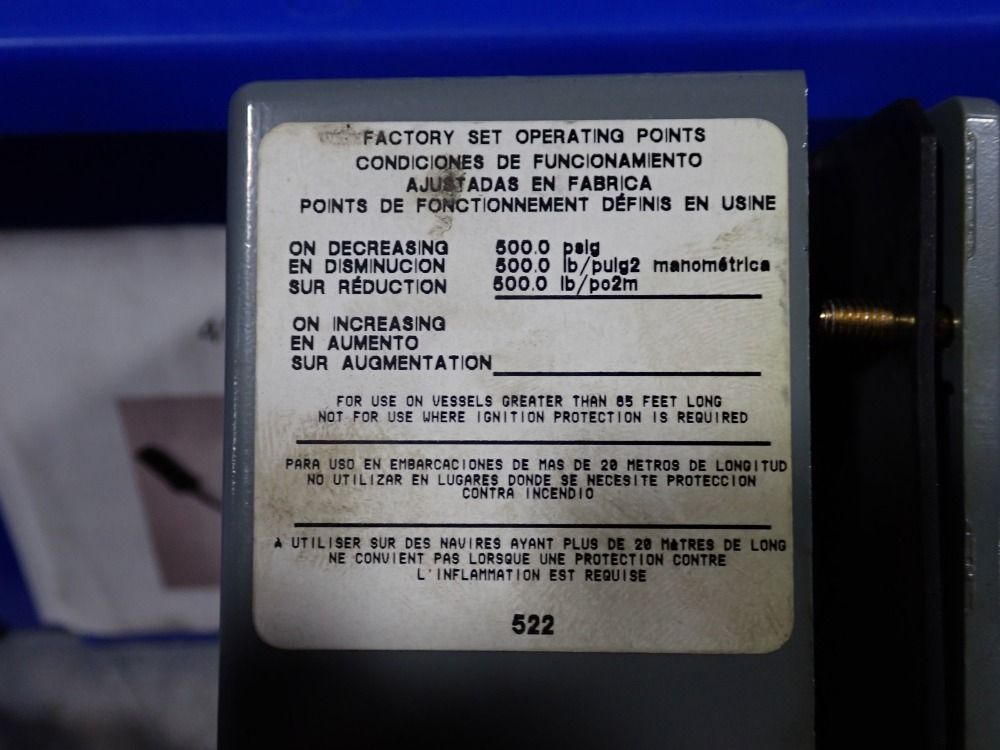 FACTORY SET OPERATING POINTS
CONDICIONES DE FUNCIONAMIENTO
AJUSTADAS EN FABRICA
POINTS DE FONCTIONNEMENT DÉFINIS EN USINE
ON DECREASING 500.0 psig
EN DISMINUCION 500.0 lb/pulg2 manométrica
SUR RÉDUCTION 500.0 lb/po2m
ON INCREASING
EN AUMENTO
SUR AUGMENTATION
FOR USE ON VESSELS GREATER THAN 65 FEET LONG
NOT FOR USE WHERE IGNITION PROTECTION IS REQUIRED
PARA USO EN EMBARCACIONES DE MAS DE 20 METROS DE LONGITUD
NO UTILIZAR EN LUGARES DONDE SE NECESITE PROTECCION
CONTRA INCENDIO
A UTILISER SUR DES NAVIRES AYANT PLUS DE 20 MàTRES DE LONG
NE CONVIENT PAS LORSQUE UNE PROTECTION CONTRE
L'INFLAMMATION EST REQUISE
522